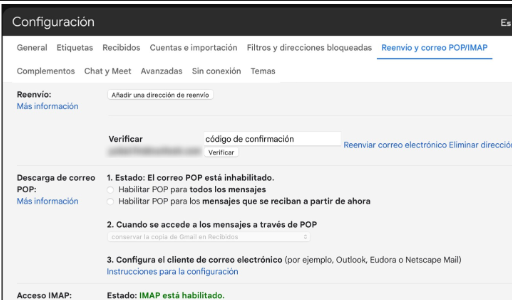 Configuración Es
General Etiquetas Recibidos Cuentas e importación Filtros y direcciones bloqueadas Reenvío y correo POP/IMAP
Complementos Chat y Meet Avanzadas Sin conexión Temas
Reenvío:
Más información
Añadir una dirección de reenvío
Verificar
código de confirmación
Verificar
Reenviar correo electrónico Eliminar direcció
Descarga de correo POP:
Más información
1. Estado: El correo POP está inhabilitado.
Habilitar POP para todos los mensajes
Habilitar POP para los mensajes que se reciban a partir de ahora
2. Cuando se accede a los mensajes a través de POP
conservar la copia de Gmail en Recibidos
3. Configura el cliente de correo electrónico (por ejemplo, Outlook, Eudora o Netscape Mail)
Instrucciones para la configuración
Acceso IMAP:
Estado: IMAP está habilitado.